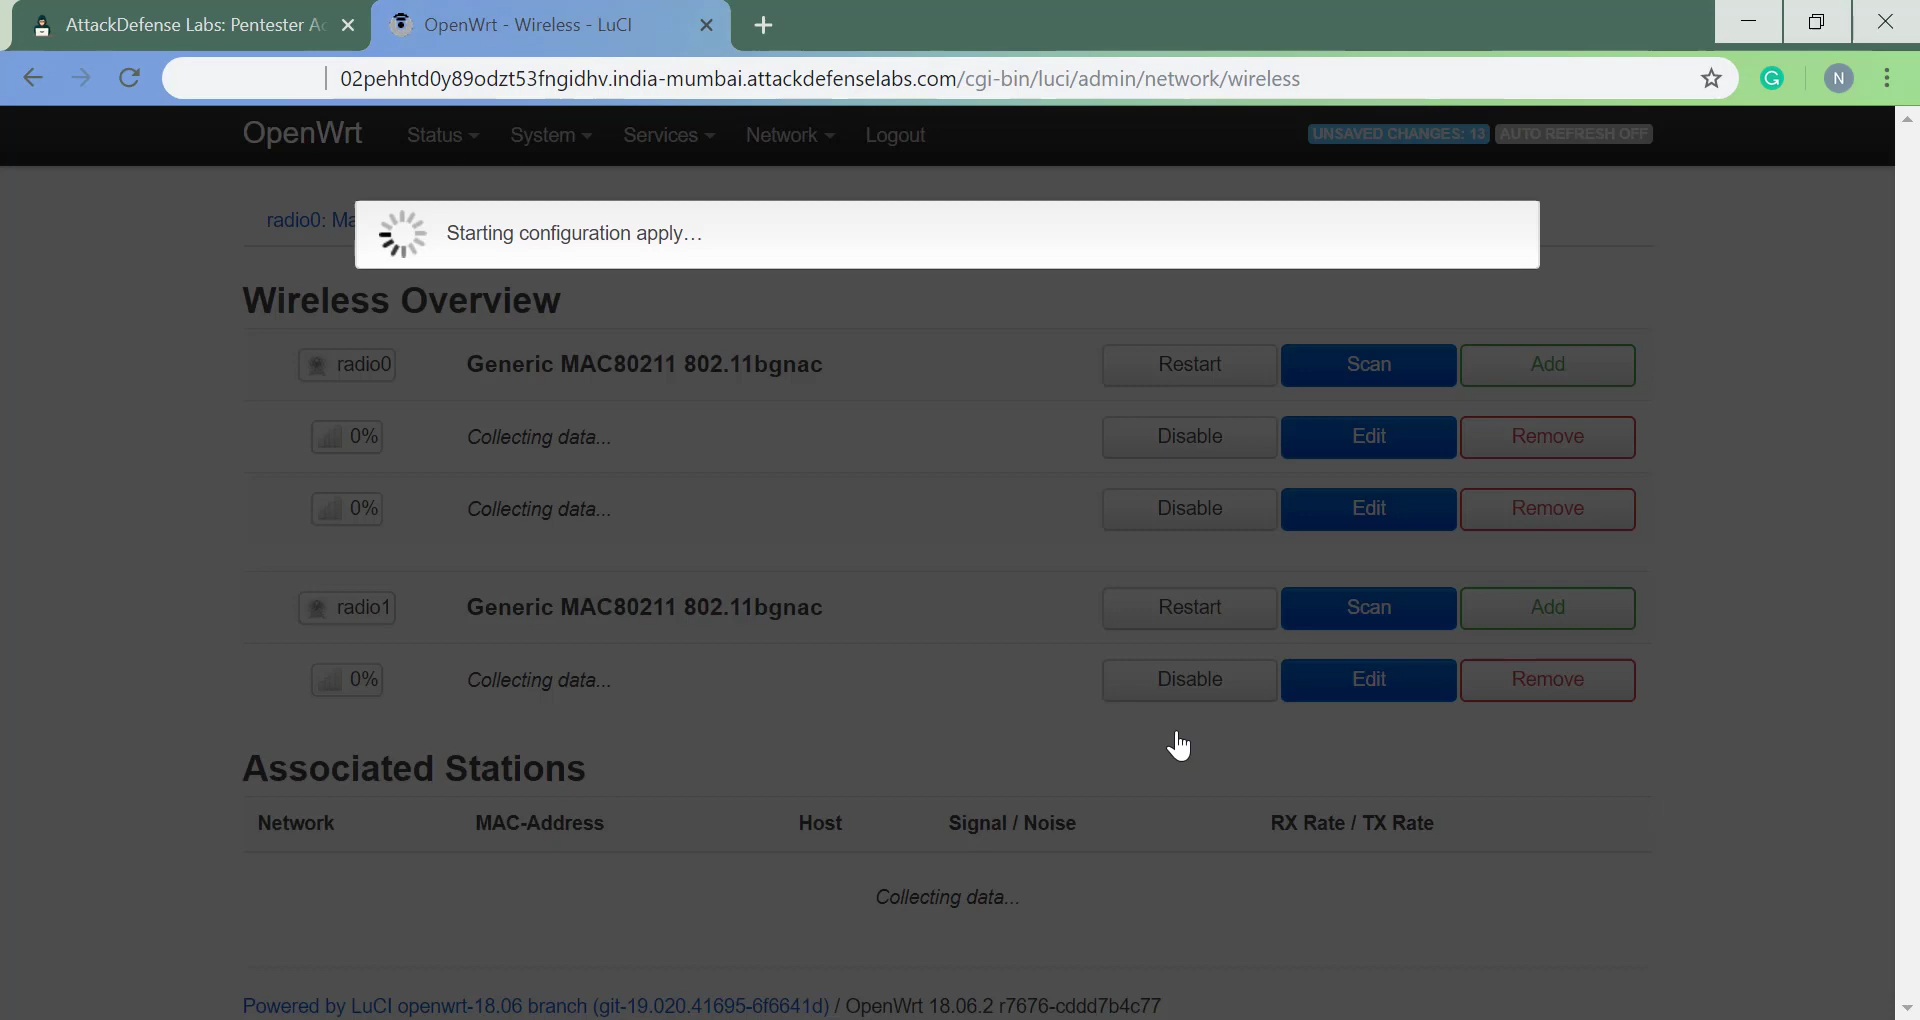 AttackDefense Labs: Pentester Ac
OpenWrt - Wireless - LuCI
02pehhtd0y89odzt53fngidhv.india-mumbai.attackdefenselabs.com/cgi-bin/luci/admin/network/wireless
N
OpenWrt Status System Services Network Logout UNSAVED CHANGES: 13 AUTO REFRESH OFF
radio0: Ma
Starting configuration apply…
Wireless Overview
radio0 Generic MAC80211 802.11bgnac Restart Scan Add
0% Collecting data... Disable Edit Remove
0% Collecting data... Disable Edit Remove
radio1 Generic MAC80211 802.11bgnac Restart Scan Add
0% Collecting data... Disable Edit Remove
Associated Stations
Network MAC-Address Host Signal / Noise RX Rate / TX Rate
Collecting data...
Powered by LuCI openwrt-18.06 branch (git-19.020.41695-6f6641d) / OpenWrt 18.06.2 r7676-cddd7b4c77